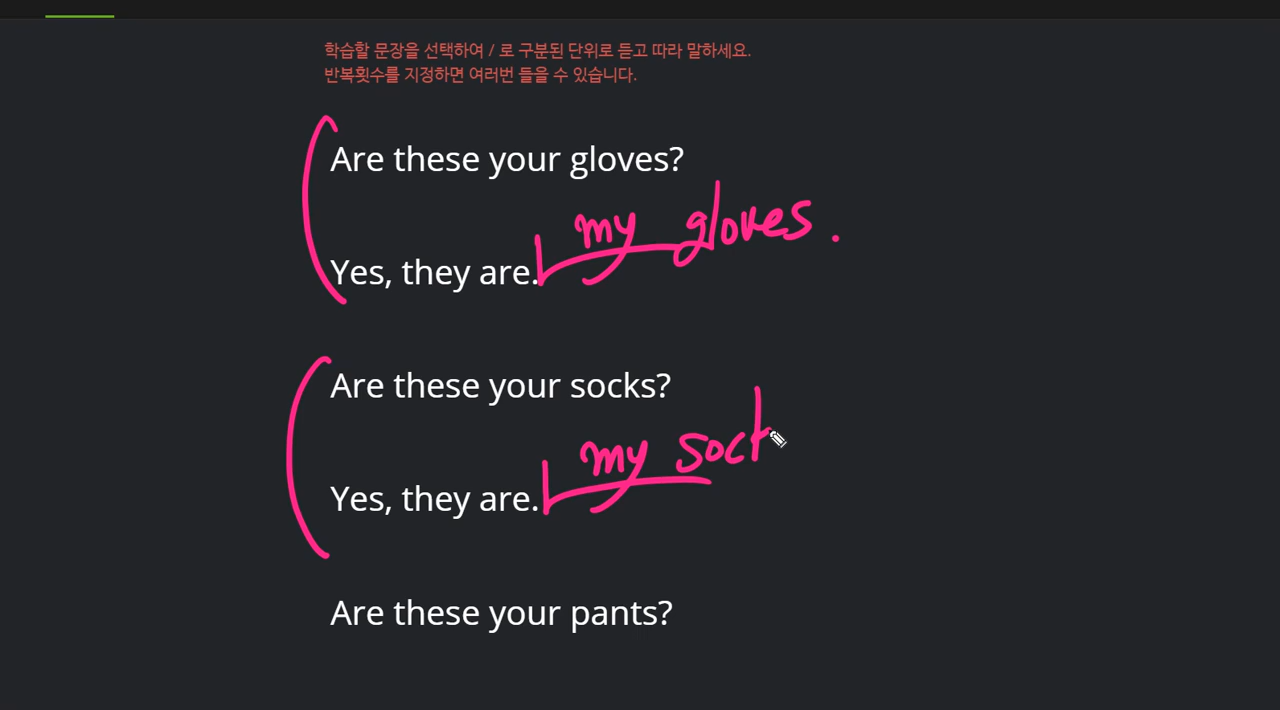 학습할 문장을 선택하여 / 로 구분된 단위로 듣고 따라 말하세요.
반복횟수를 지정하면 여러번 들을 수 있습니다.
Are these your gloves?
my gloves.
Yes, they are.
Are these your socks?
my sock
Yes, they are.
Are these your pants?